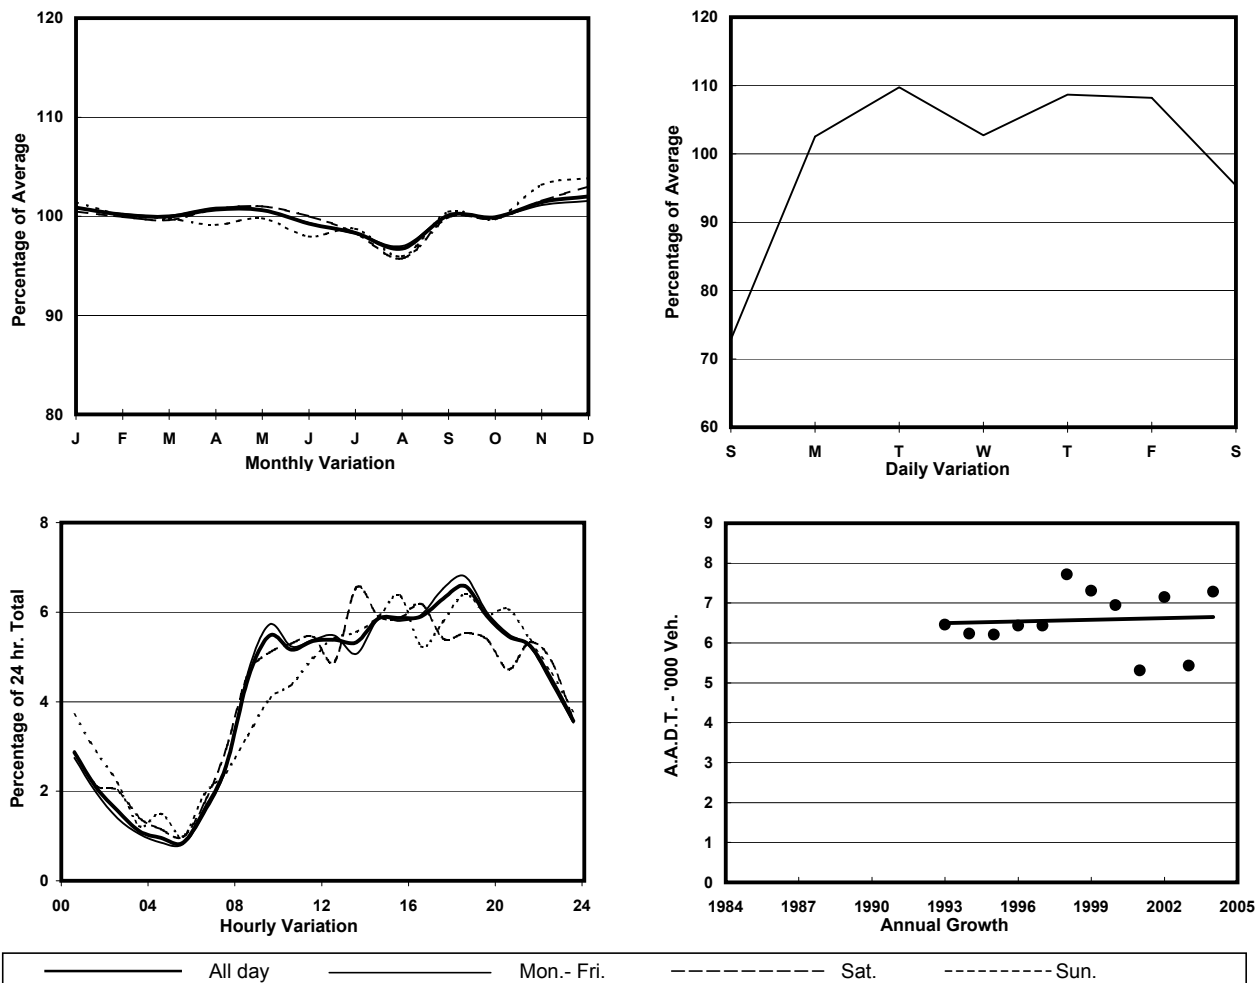 120
110
100
90
80
Percentage of Average
J F M A M J J A S O N D
Monthly Variation
120
110
100
90
80
70
60
Percentage of Average
S M T W T F S
Daily Variation
8
6
4
2
0
Percentage of 24 hr. Total
00 04 08 12 16 20 24
Hourly Variation
9
8
7
6
5
4
3
2
1
0
A.A.D.T. - '000 Veh.
1984 1987 1990 1993 1996 1999 2002 2005
Annual Growth
All day Mon.- Fri. Sat. Sun.